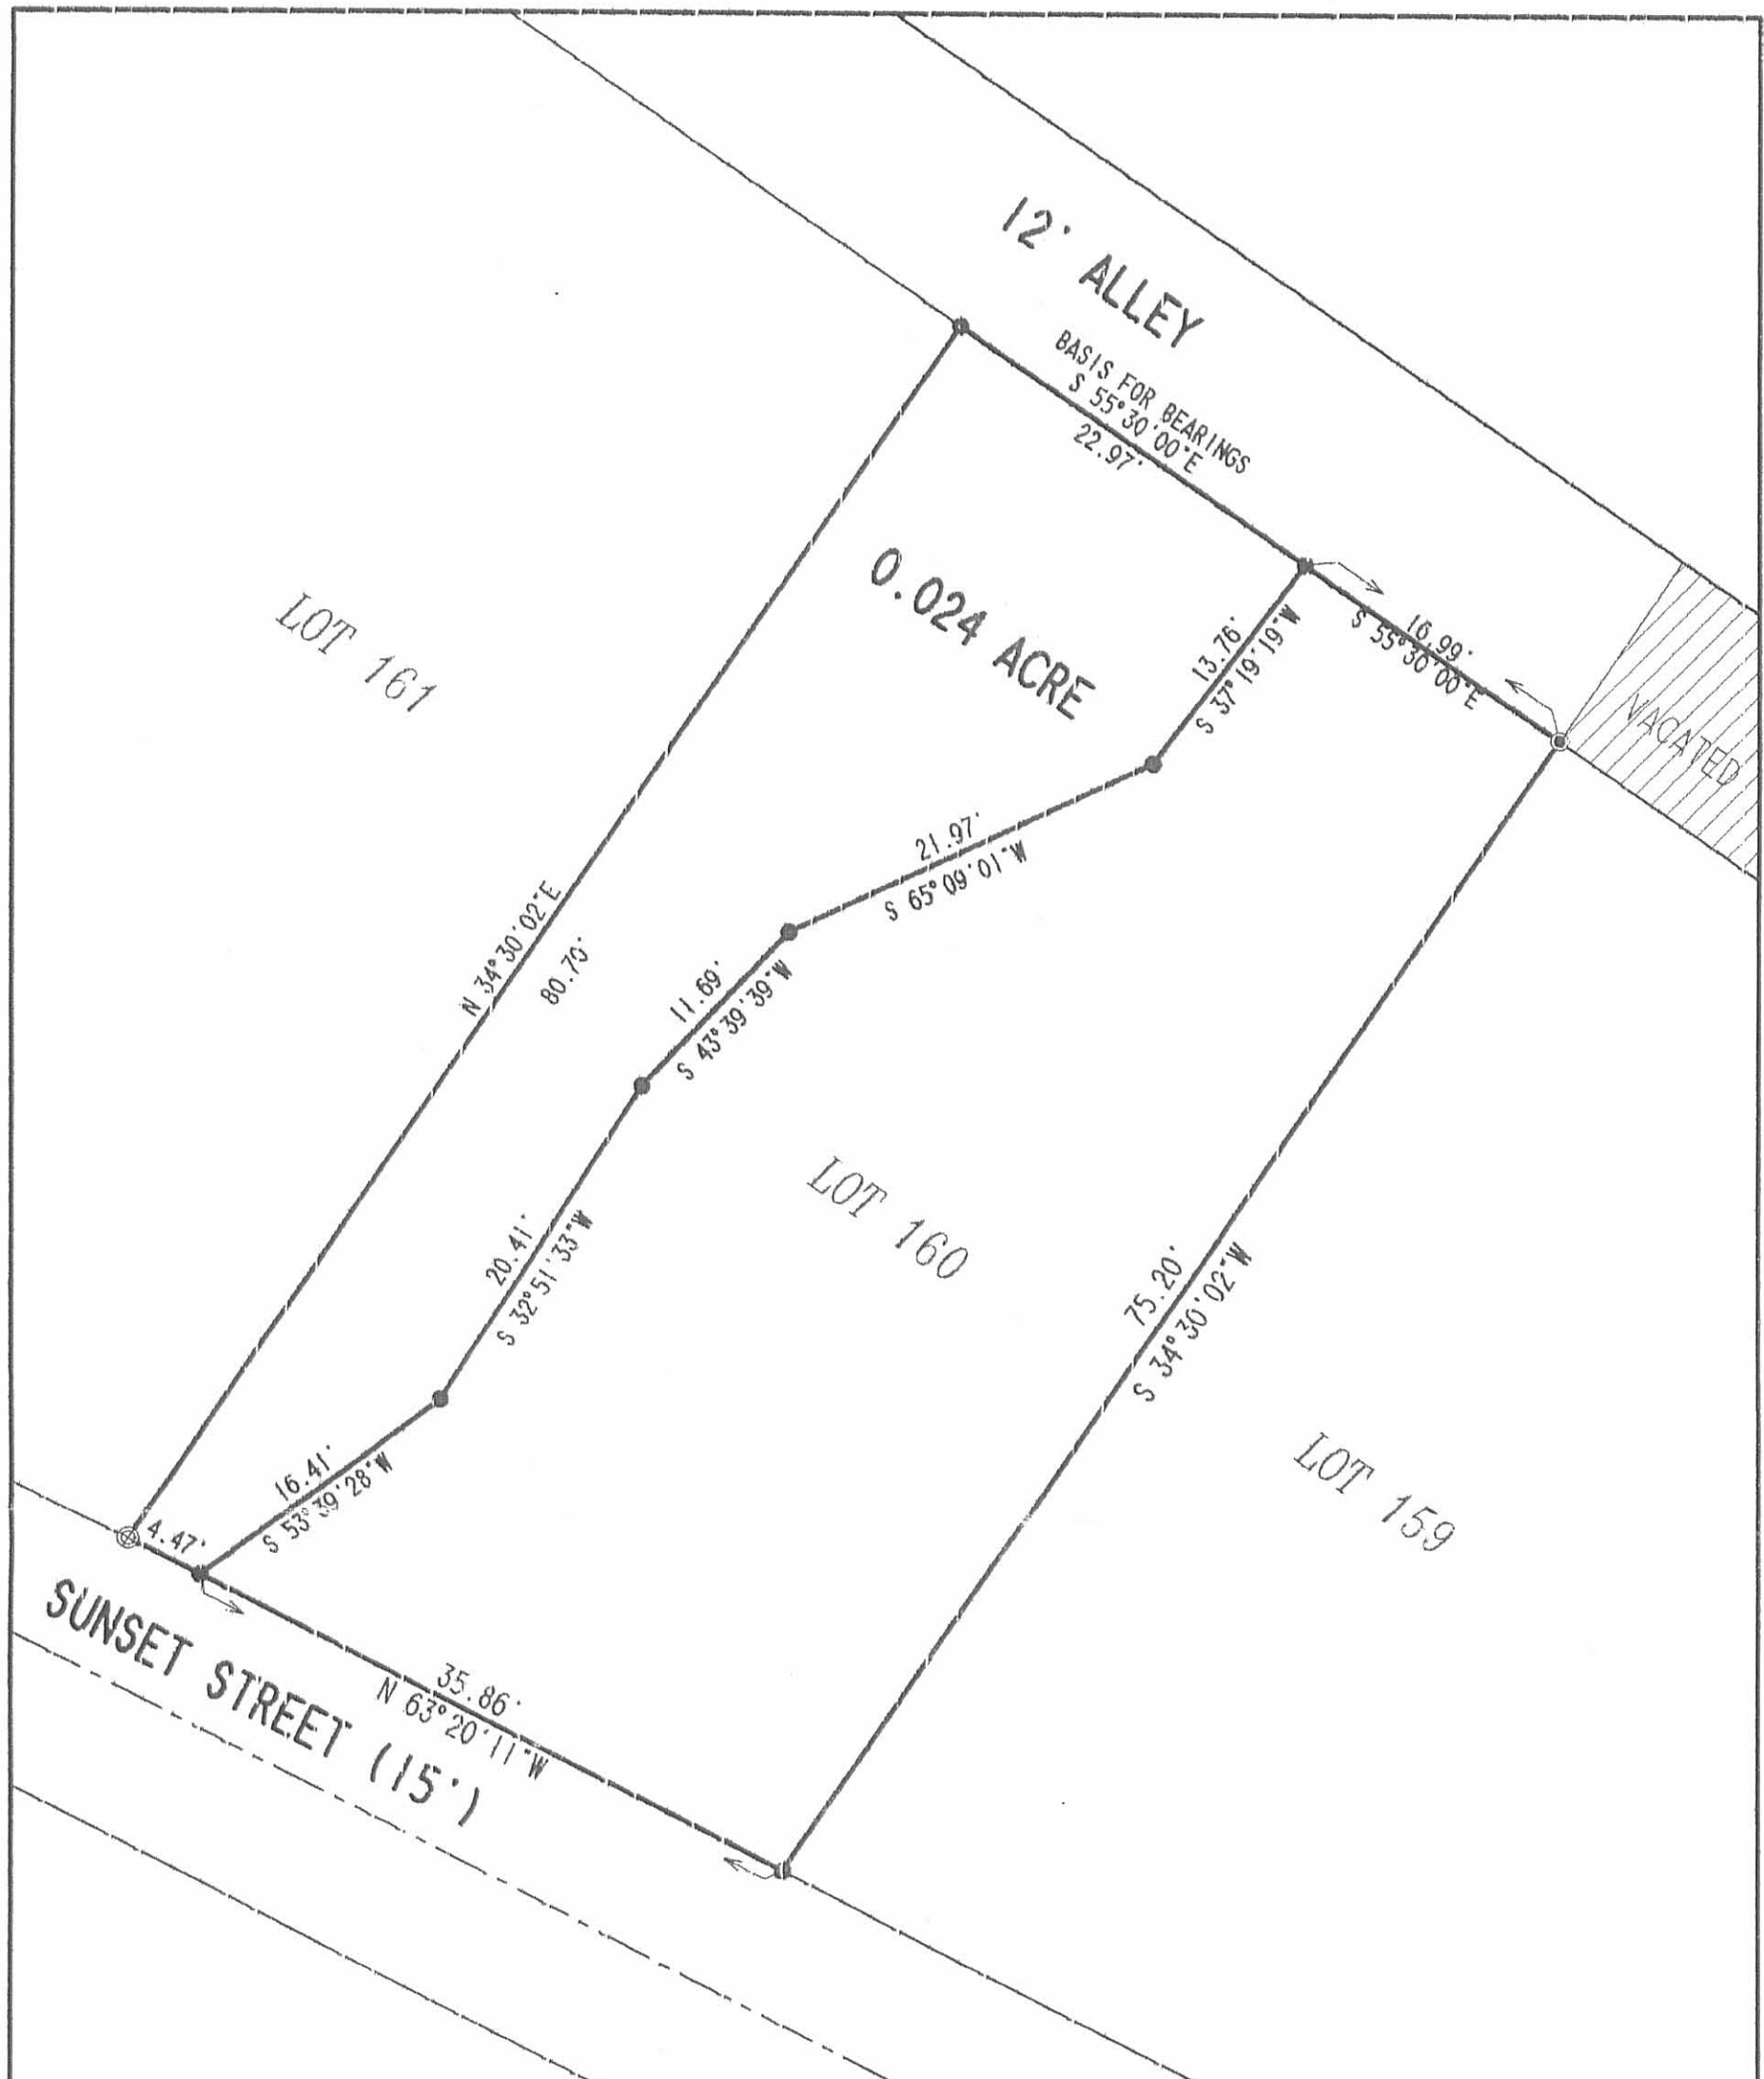 12' ALLEY
BASIS FOR BEARINGS
S 55°30'00"E
22.97'
0.024 ACRE
LOT 161
13.76'
S 37°19'19"W
16.99'
S 55°30'00"E
VACATED
21.97'
S 65°09'01"W
N 34°30'02"E
80.70'
11.69'
S 43°39'39"W
LOT 160
20.41'
S 32°51'33"W
75.20'
S 34°30'02"W
LOT 159
16.41'
S 53°39'28"W
4.47'
SUNSET STREET (15')
35.86'
N 63°20'11"W